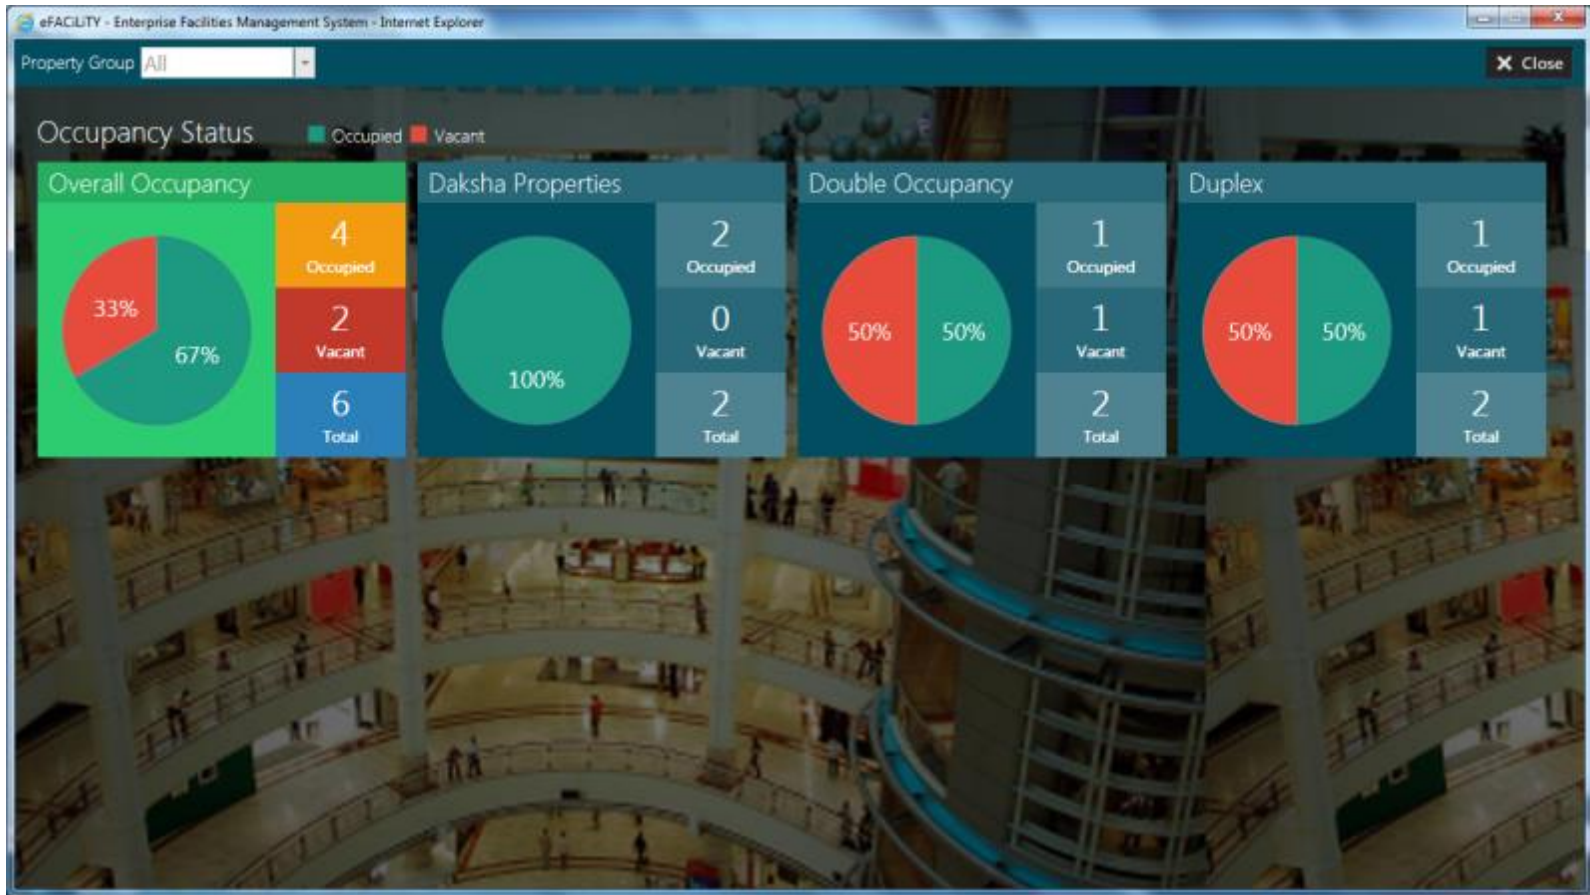 eFACiLiTY - Enterprise Facilities Management System - Internet Explorer
Property Group All
Close
Occupancy Status Occupied Vacant
Overall Occupancy
33%
67%
4
Occupied
2
Vacant
6
Total
Daksha Properties
100%
2
Occupied
0
Vacant
2
Total
Double Occupancy
50% 50%
1
Occupied
1
Vacant
2
Total
Duplex
50% 50%
1
Occupied
1
Vacant
2
Total